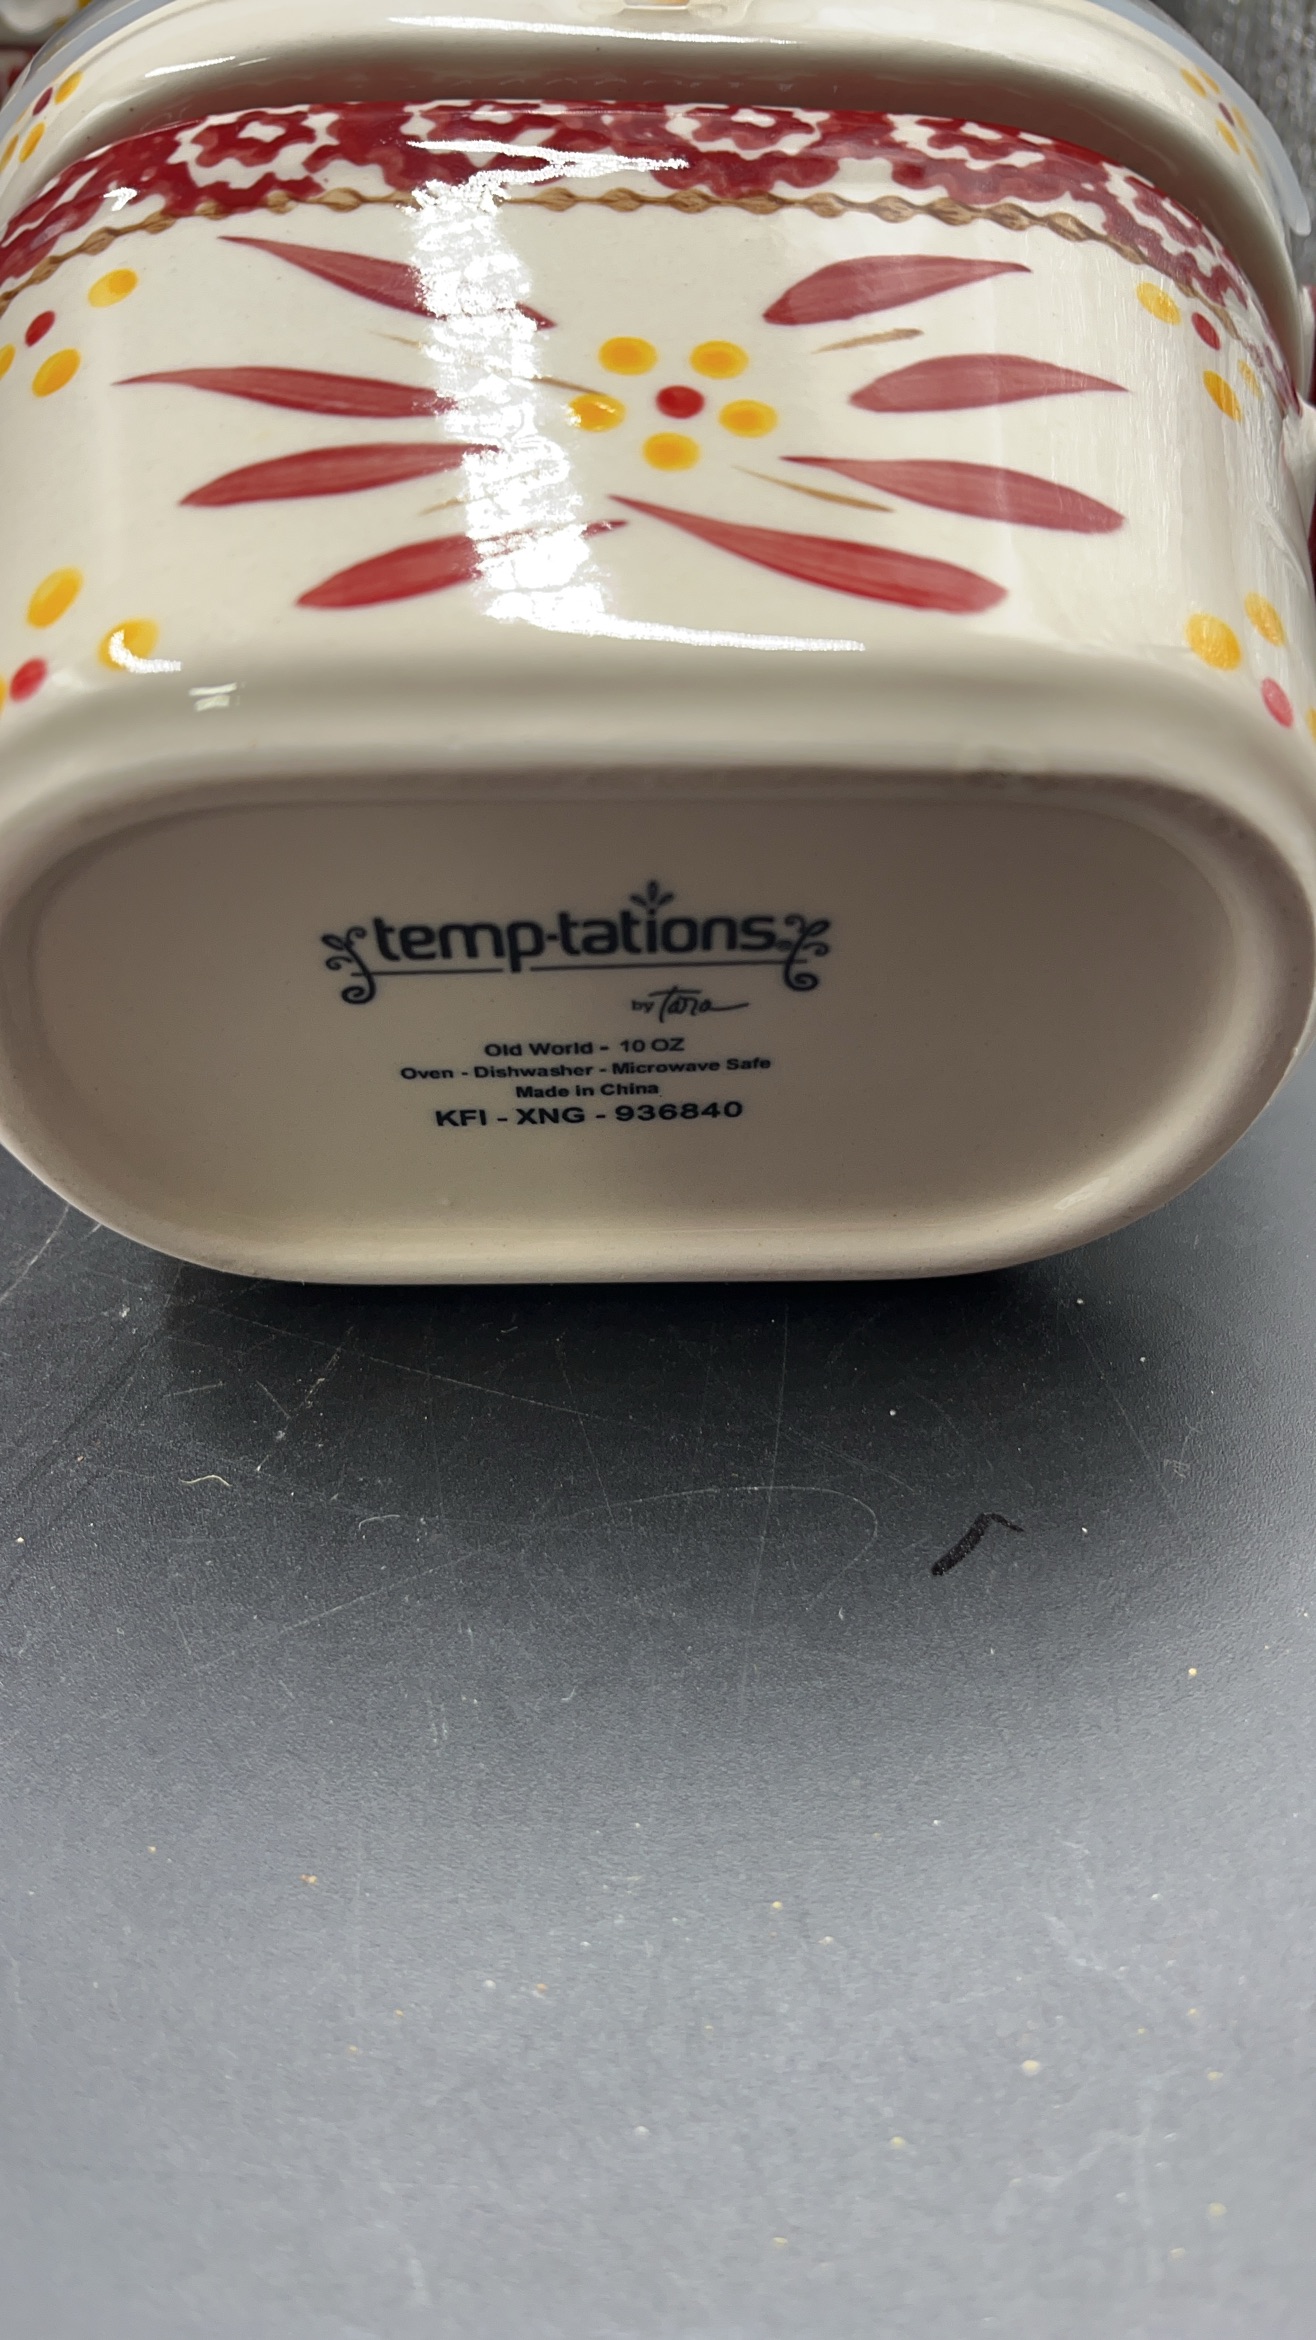 temp-tations®
by Tara
Old World - 10 OZ
Oven - Dishwasher - Microwave Safe
Made in China
KFI - XNG - 936840